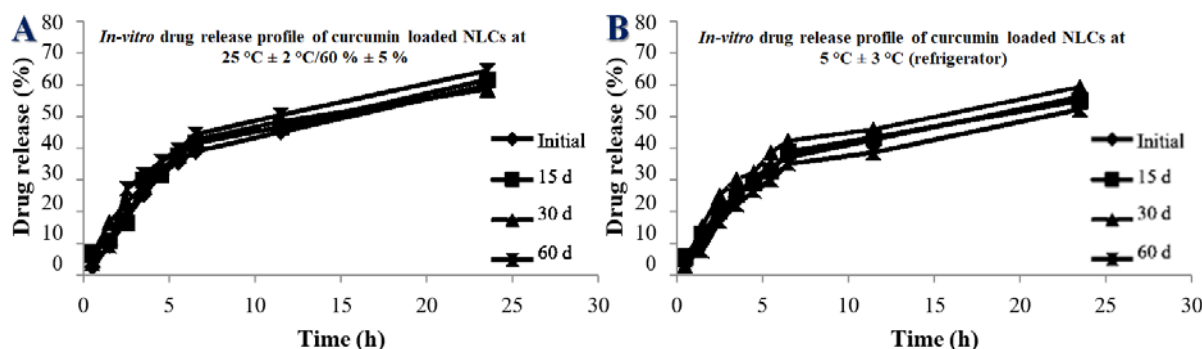 A
In-vitro drug release profile of curcumin loaded NLCs at
25 °C ± 2 °C/60 % ± 5 %
Drug release (%)
80
70
60
50
40
30
20
10
0
Initial
15 d
30 d
60 d
0 5 10 15 20 25 30
Time (h)
B
In-vitro drug release profile of curcumin loaded NLCs at
5 °C ± 3 °C (refrigerator)
Drug release (%)
80
70
60
50
40
30
20
10
0
Initial
15 d
30 d
60 d
0 5 10 15 20 25 30
Time (h)